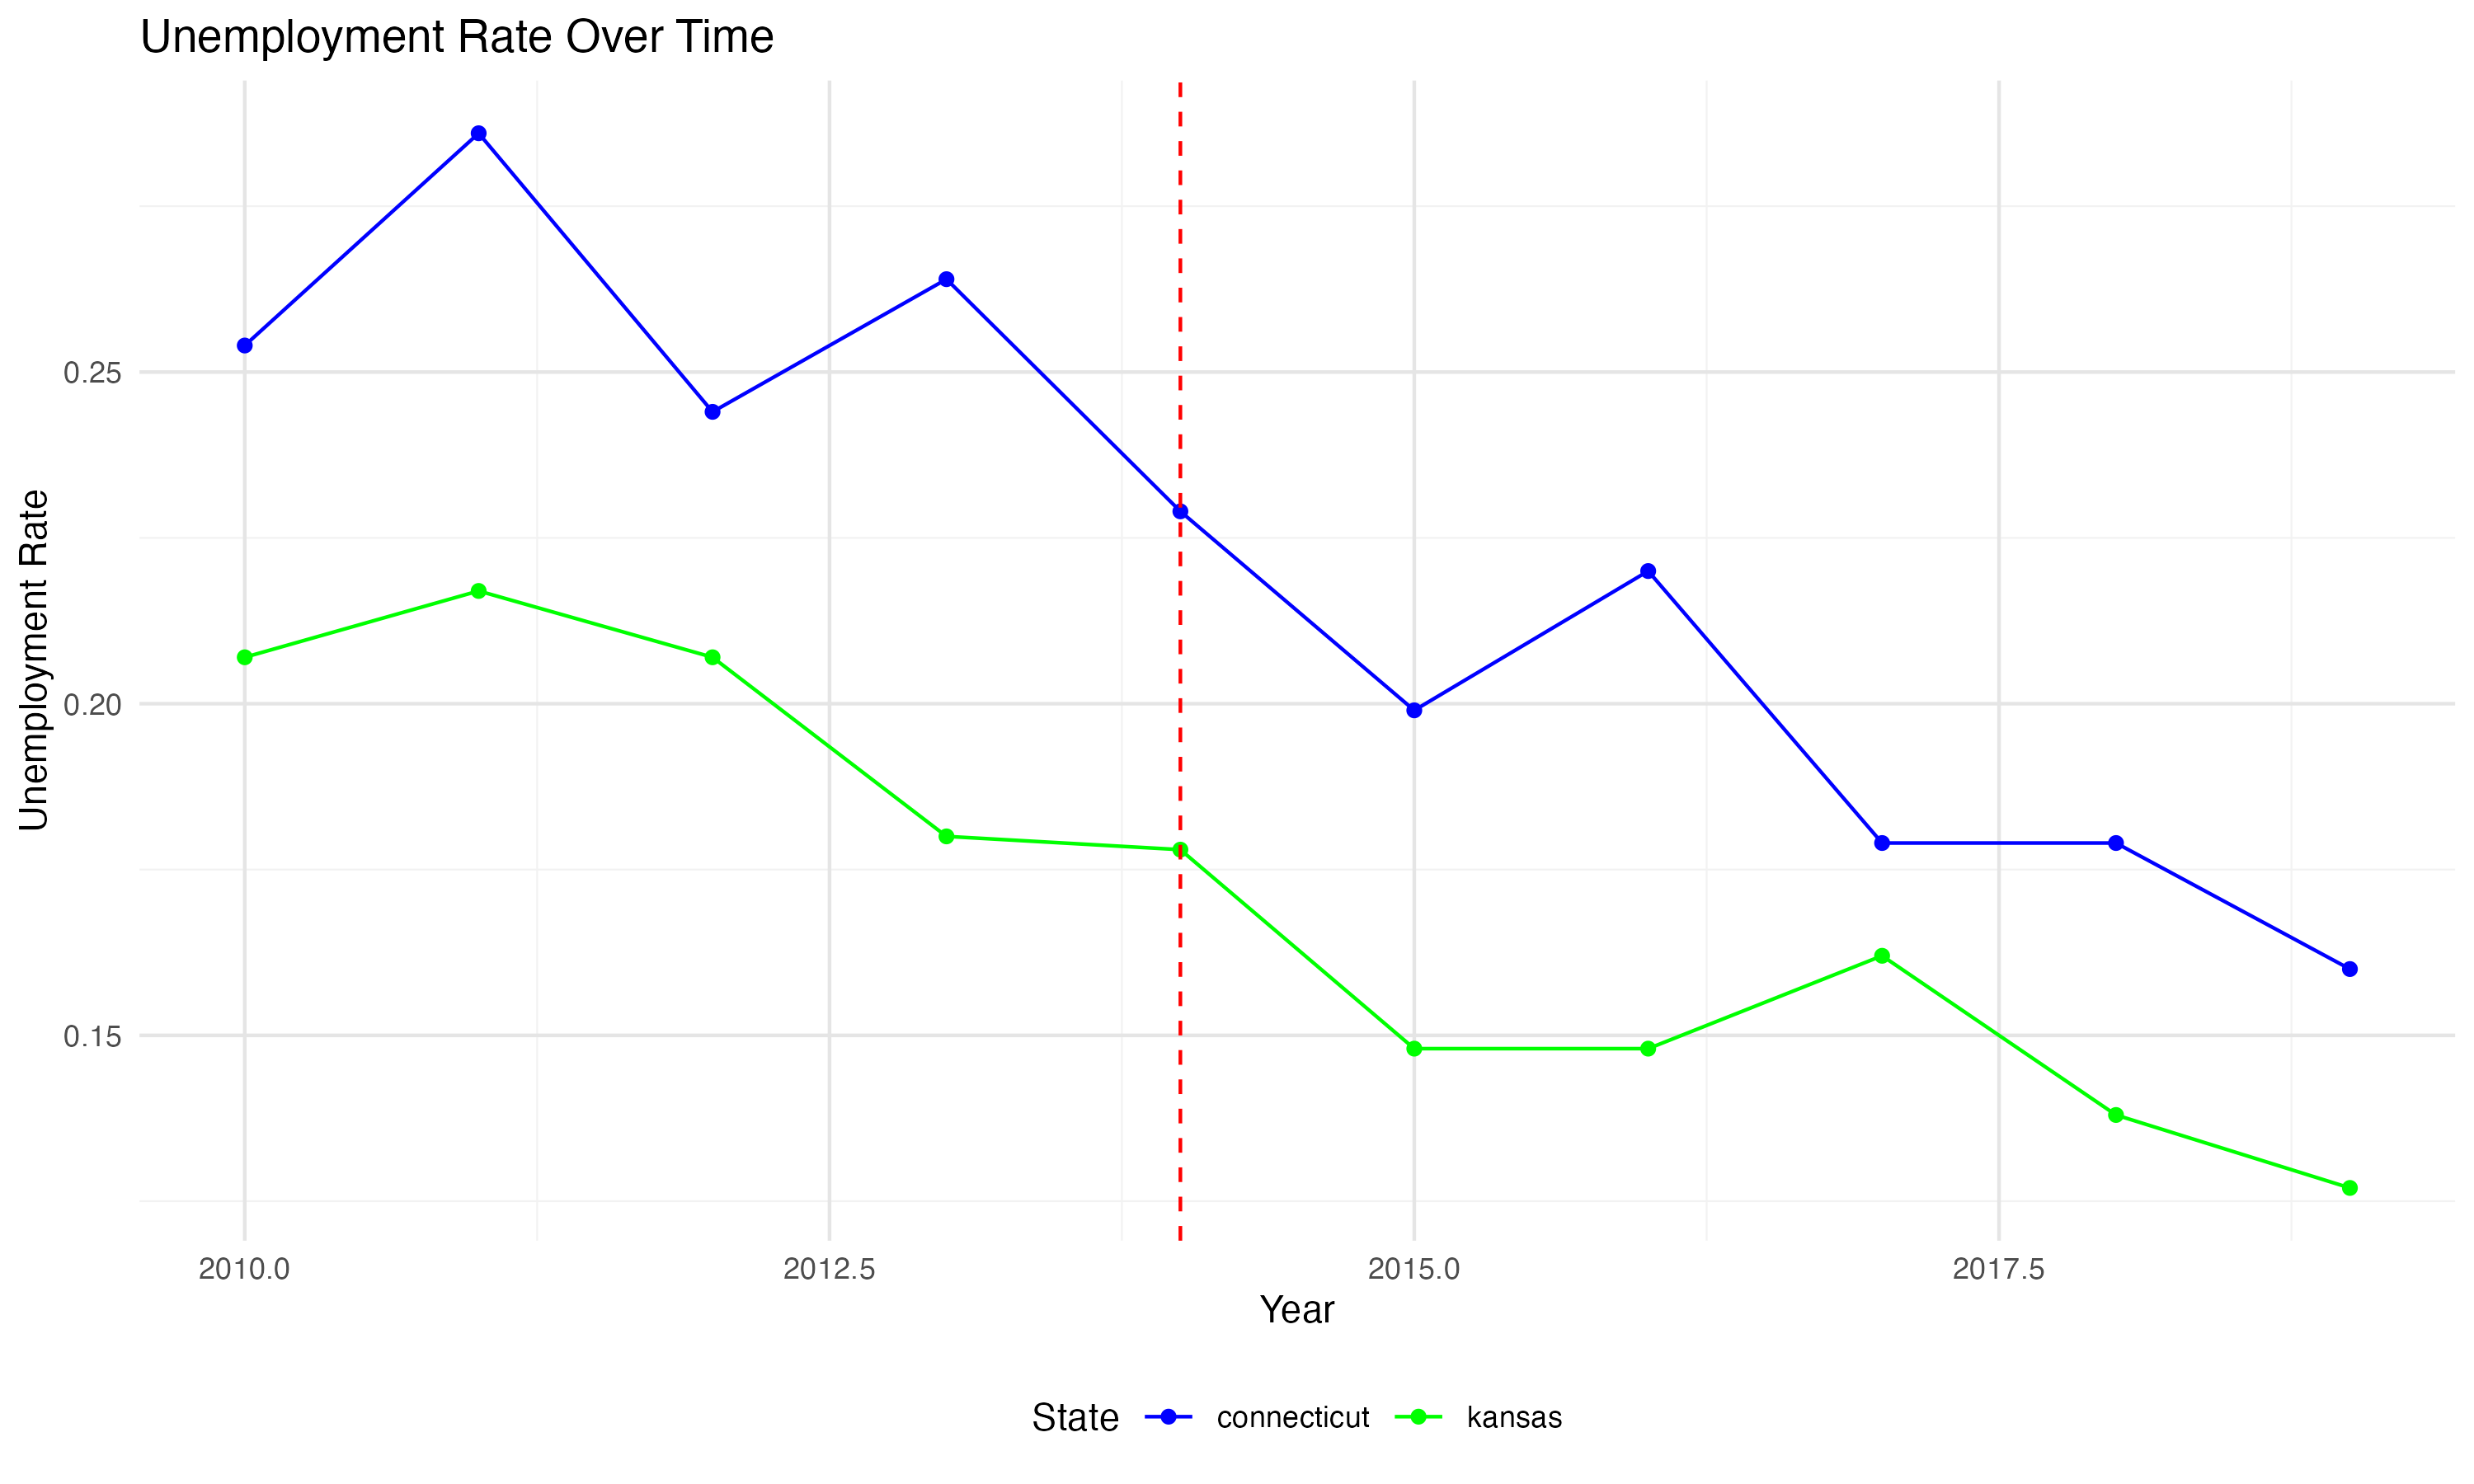 Unemployment Rate Over Time
Unemployment Rate
0.25
0.20
0.15
2010.0 2012.5 2015.0 2017.5
Year
State connecticut kansas